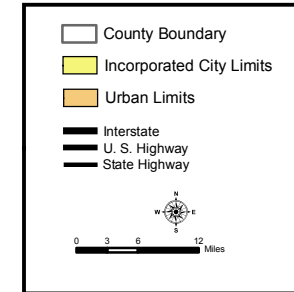 County Boundary
Incorporated City Limits
Urban Limits
Interstate
U. S. Highway
State Highway
N
W E
S
0 3 6 12
Miles